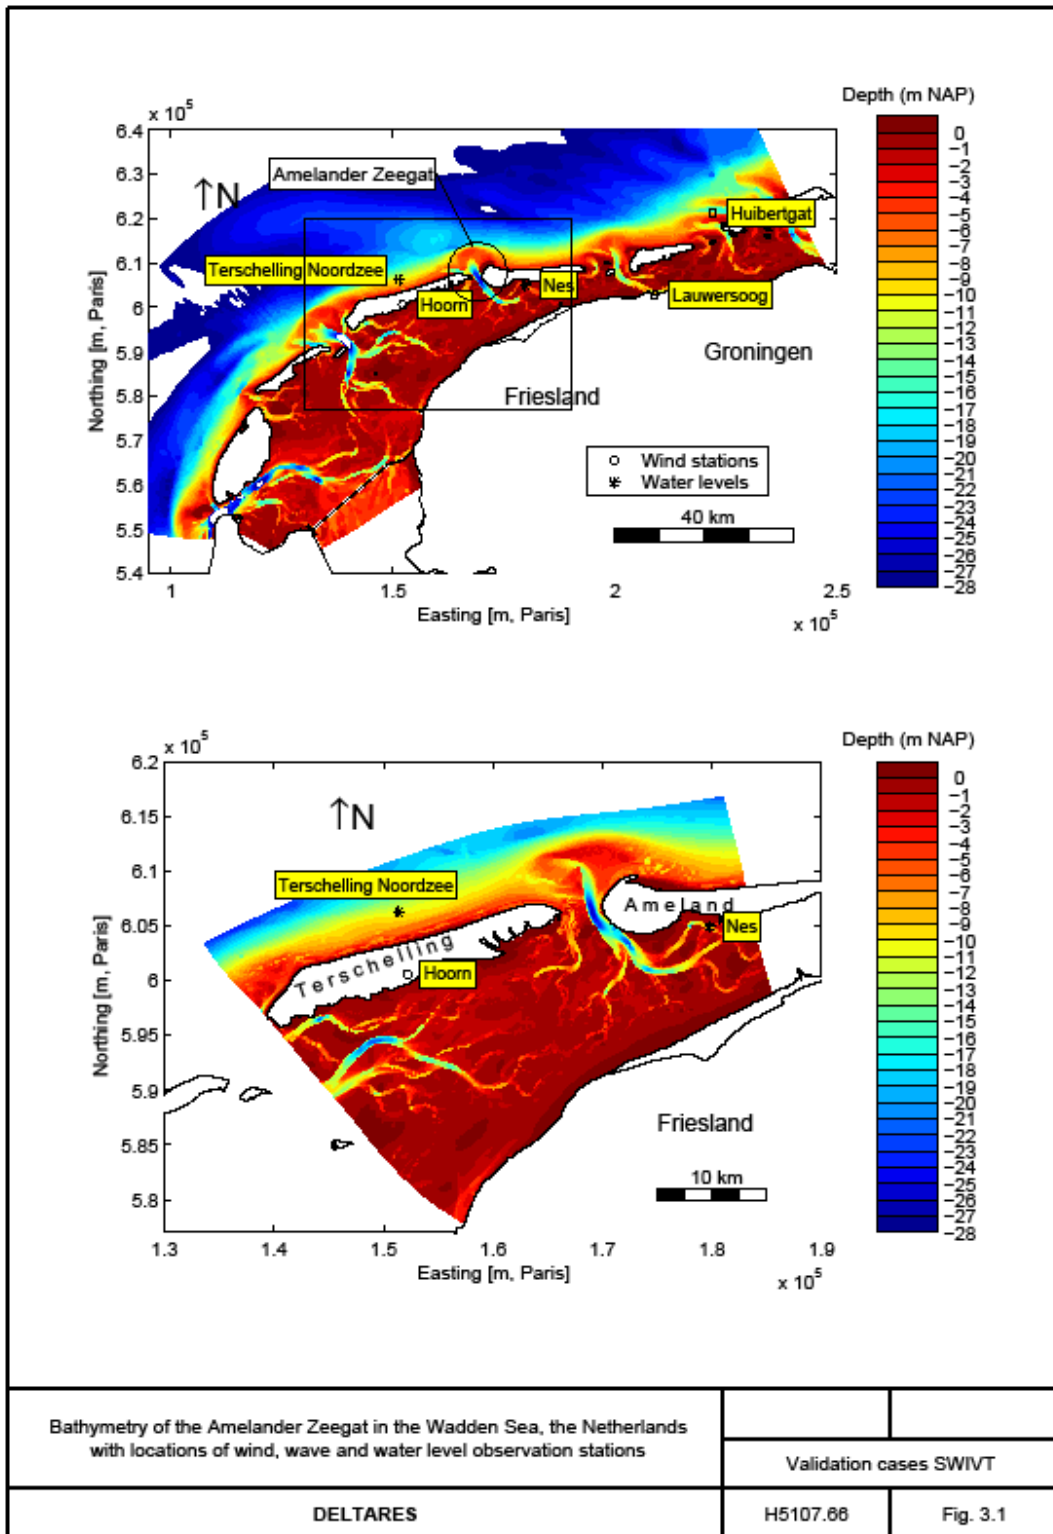 Depth (m NAP)
x 10^5
6.4
6.3
6.2
6.1
6
5.9
5.8
5.7
5.6
5.5
5.4
↑N
Amelander Zeegat
Huibertgat
Terschelling Noordzee
Hoorn
Nes
Lauwersoog
Groningen
Friesland
Wind stations
Water levels
40 km
1
1.5
2
2.5
Easting [m, Paris]
x 10^5
Northing [m, Paris]
0
-1
-2
-3
-4
-5
-6
-7
-8
-9
-10
-11
-12
-13
-14
-15
-16
-17
-18
-19
-20
-21
-22
-23
-24
-25
-26
-27
-28
Depth (m NAP)
x 10^5
6.2
6.15
6.1
6.05
6
5.95
5.9
5.85
5.8
↑N
Terschelling Noordzee
Ameland
Nes
Terschelling
Hoorn
Friesland
10 km
1.3
1.4
1.5
1.6
1.7
1.8
1.9
Easting [m, Paris]
x 10^5
Northing [m, Paris]
0
-1
-2
-3
-4
-5
-6
-7
-8
-9
-10
-11
-12
-13
-14
-15
-16
-17
-18
-19
-20
-21
-22
-23
-24
-25
-26
-27
-28
Bathymetry of the Amelander Zeegat in the Wadden Sea, the Netherlands
with locations of wind, wave and water level observation stations
Validation cases SWIVT
DELTARES
H5107.66
Fig. 3.1